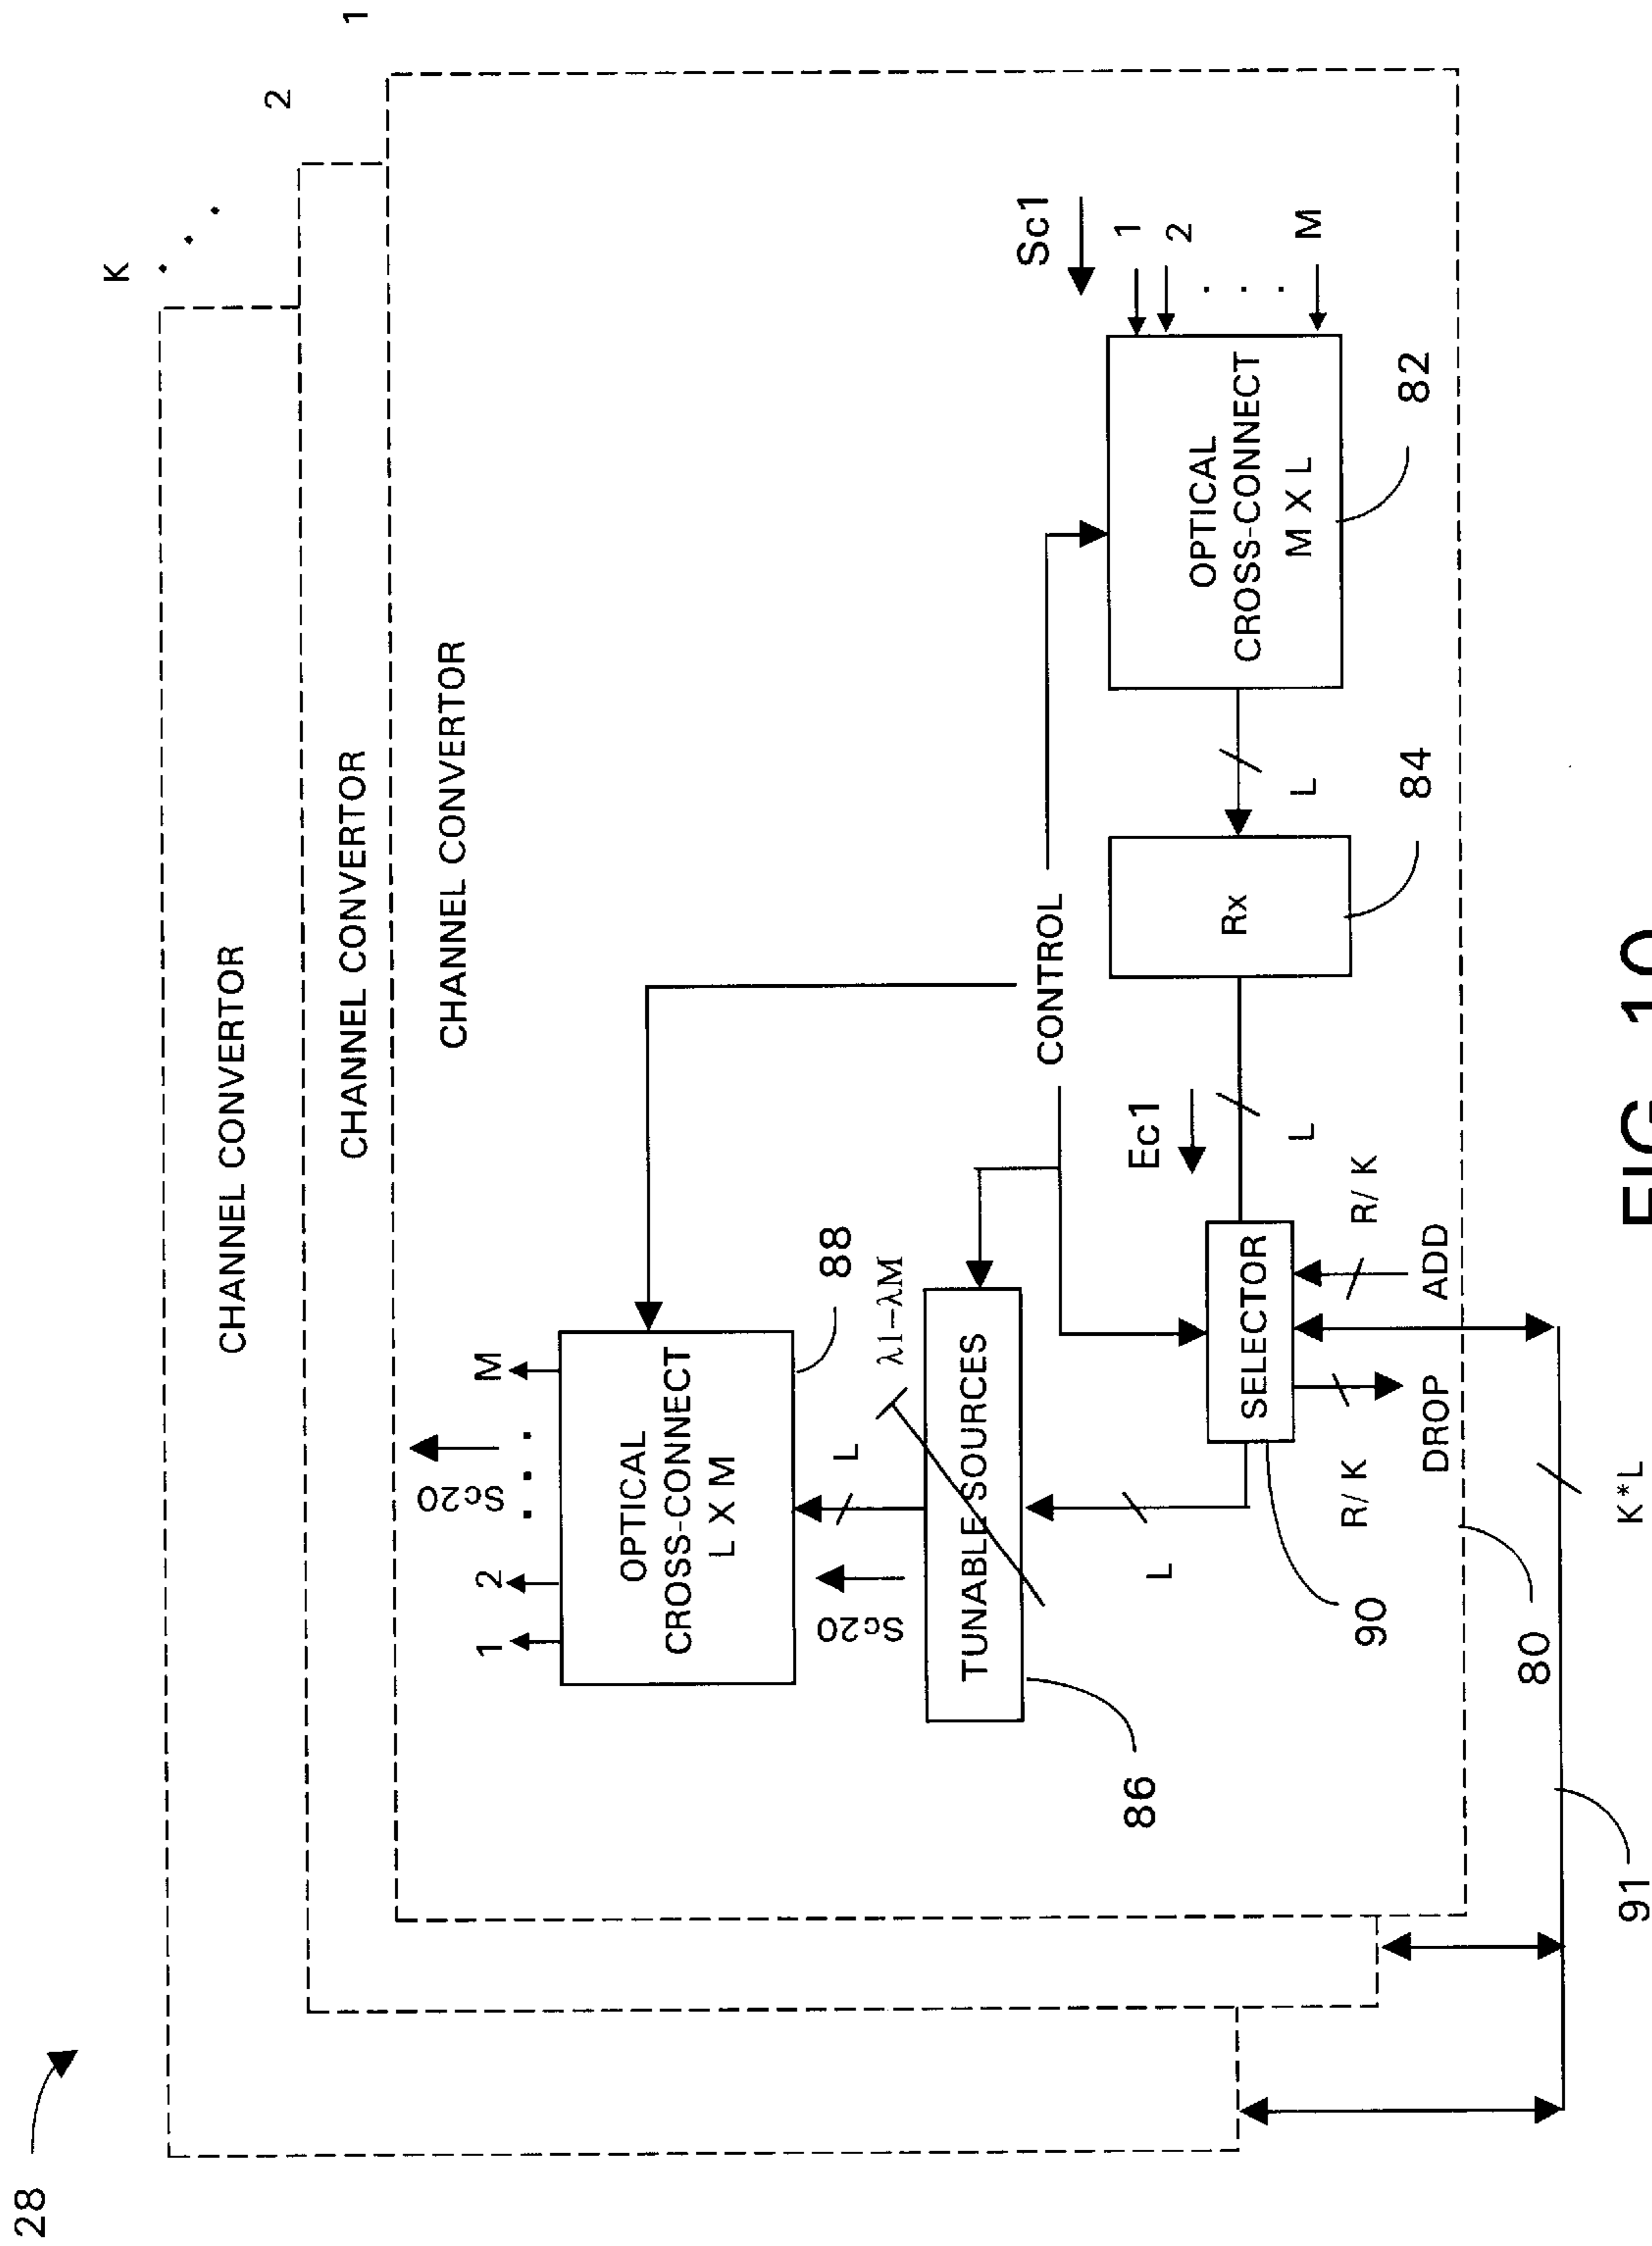 28
K
2
1
CHANNEL CONVERTOR
CHANNEL CONVERTOR
CHANNEL CONVERTOR
1
2
M
Sc20
OPTICAL
CROSS-CONNECT
L X M
88
L
Sc20
λ1–λM
TUNABLE SOURCES
86
L
CONTROL
Sc1
1
2
M
OPTICAL
CROSS-CONNECT
M X L
82
L
Rx
84
Ec1
L
SELECTOR
90
R/K
DROP
R/K
ADD
80
K*L
91
FIG 10